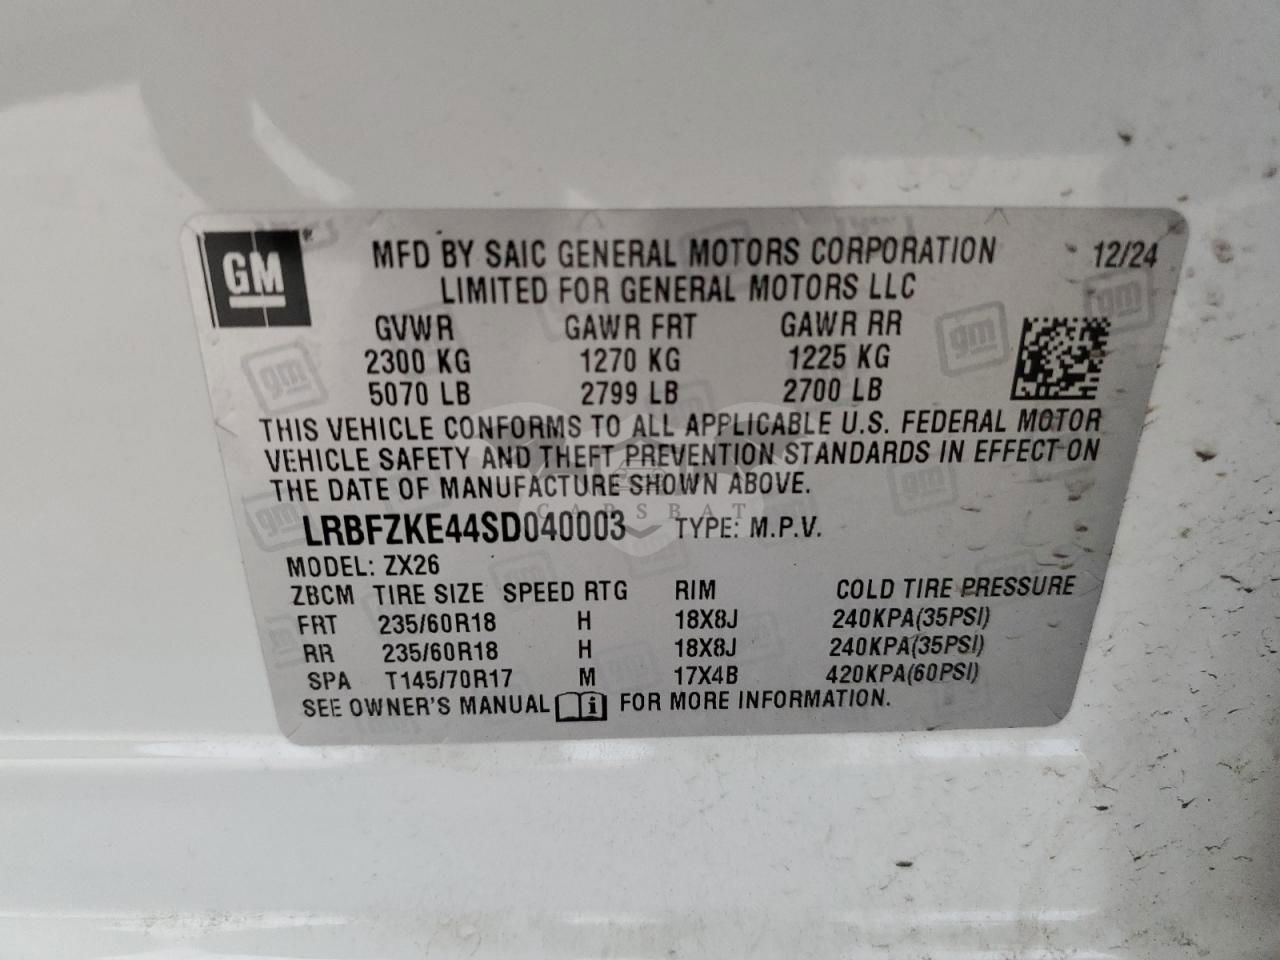 GM MFD BY SAIC GENERAL MOTORS CORPORATION 12/24
LIMITED FOR GENERAL MOTORS LLC
GVWR GAWR FRT GAWR RR
2300 KG 1270 KG 1225 KG
5070 LB 2799 LB 2700 LB
THIS VEHICLE CONFORMS TO ALL APPLICABLE U.S. FEDERAL MOTOR
VEHICLE SAFETY AND THEFT PREVENTION STANDARDS IN EFFECT ON
THE DATE OF MANUFACTURE SHOWN ABOVE.
CARSBAT
LRBFZKE44SD040003 TYPE: M.P.V.
MODEL: ZX26
ZBCM TIRE SIZE SPEED RTG RIM COLD TIRE PRESSURE
FRT 235/60R18 H 18X8J 240KPA(35PSI)
RR 235/60R18 H 18X8J 240KPA(35PSI)
SPA T145/70R17 M 17X4B 420KPA(60PSI)
SEE OWNER'S MANUAL i FOR MORE INFORMATION.